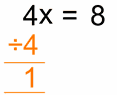 4x = 8
÷4
1